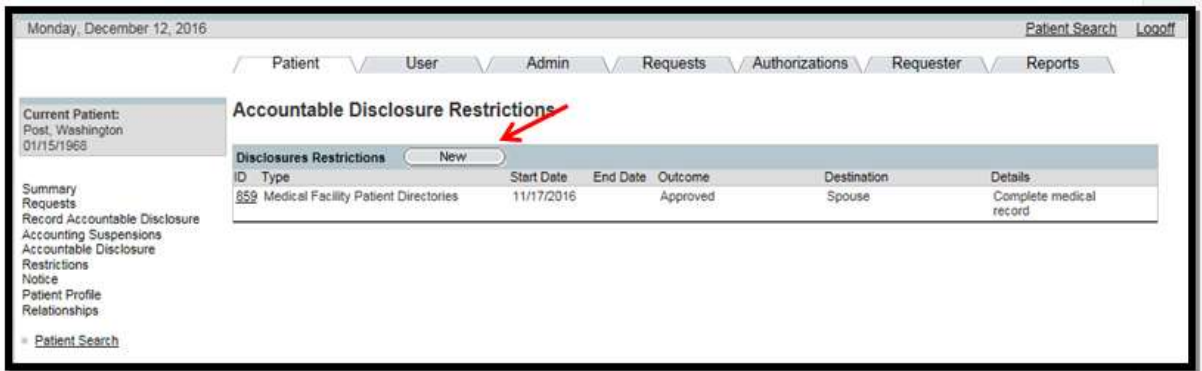 Monday, December 12, 2016 Patient Search Logoff
Patient User Admin Requests Authorizations Requester Reports
Current Patient:
Post, Washington
01/15/1968
Summary
Requests
Record Accountable Disclosure
Accounting Suspensions
Accountable Disclosure
Restrictions
Notice
Patient Profile
Relationships
Patient Search
Accountable Disclosure Restrictions
Disclosures Restrictions New
ID Type Start Date End Date Outcome Destination Details
859 Medical Facility Patient Directories 11/17/2016 Approved Spouse Complete medical
record